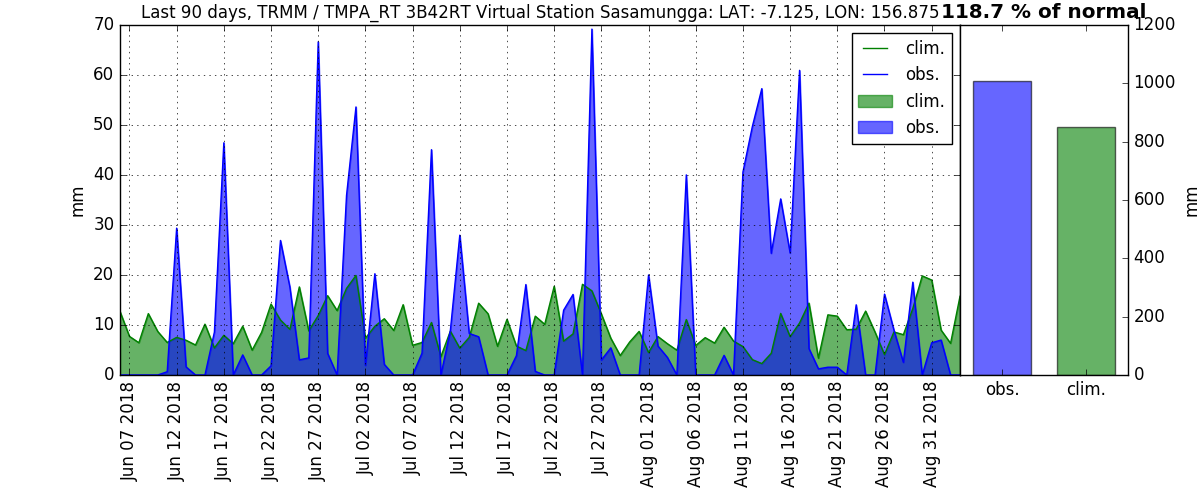 Last 90 days, TRMM / TMPA_RT 3B42RT Virtual Station Sasamungga: LAT: -7.125, LON: 156.875 118.7 % of normal
70
60
50
40
30
20
10
0
mm
clim.
obs.
clim.
obs.
Jun 07 2018
Jun 12 2018
Jun 17 2018
Jun 22 2018
Jun 27 2018
Jul 02 2018
Jul 07 2018
Jul 12 2018
Jul 17 2018
Jul 22 2018
Jul 27 2018
Aug 01 2018
Aug 06 2018
Aug 11 2018
Aug 16 2018
Aug 21 2018
Aug 26 2018
Aug 31 2018
1200
1000
800
600
400
200
0
mm
obs. clim.